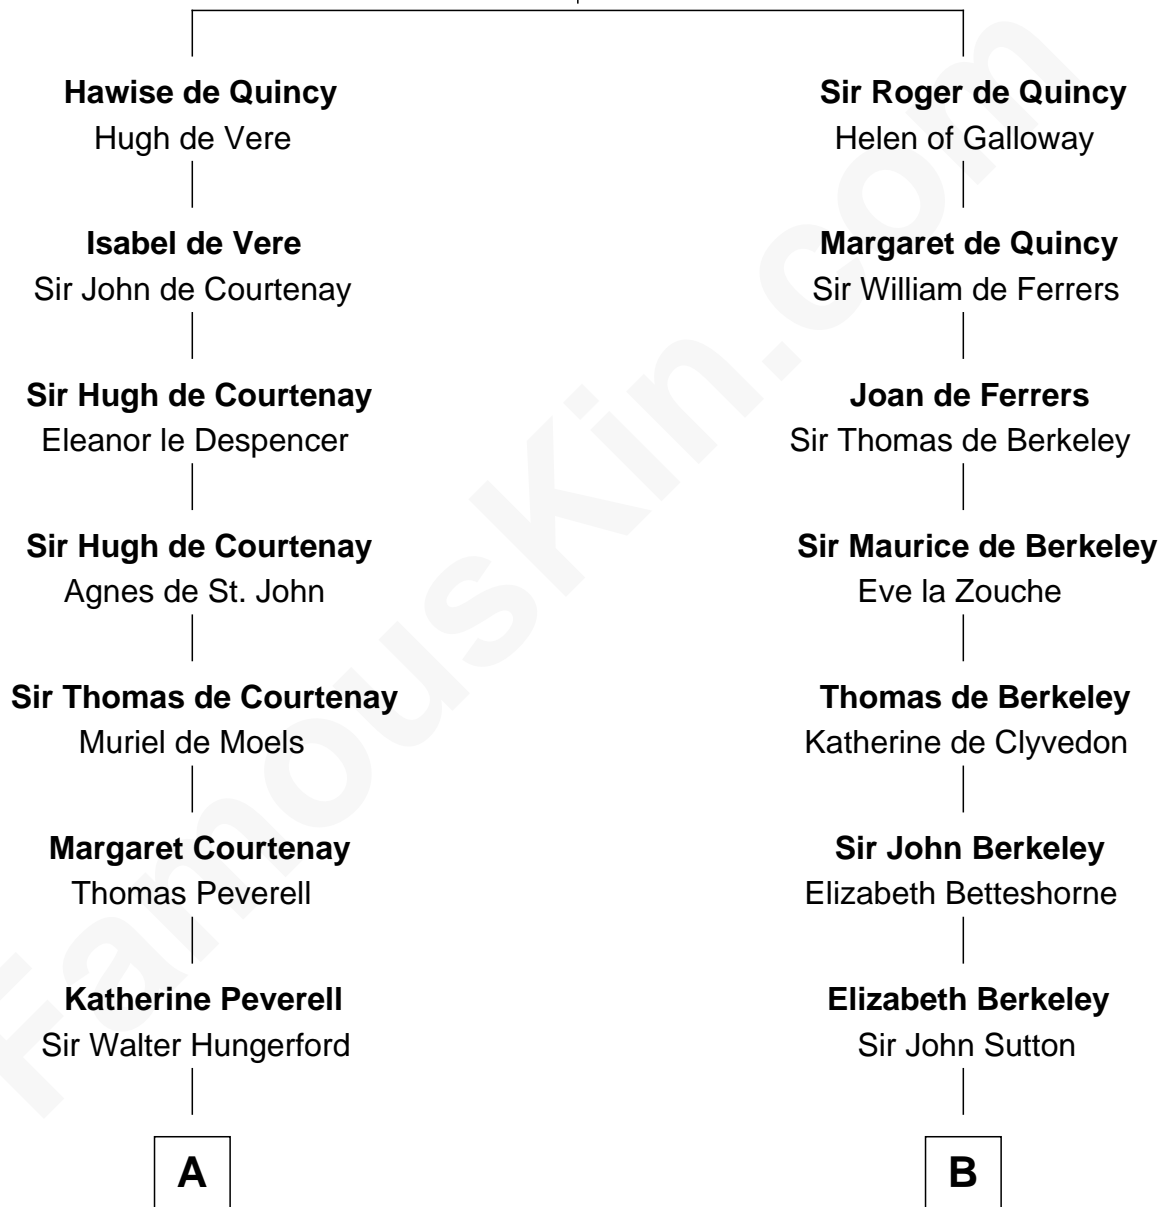 Hawise de Quincy
Hugh de Vere
Isabel de Vere
Sir John de Courtenay
Sir Hugh de Courtenay
Eleanor le Despencer
Sir Hugh de Courtenay
Agnes de St. John
Sir Thomas de Courtenay
Muriel de Moels
Margaret Courtenay
Thomas Peverell
Katherine Peverell
Sir Walter Hungerford
A
Sir Roger de Quincy
Helen of Galloway
Margaret de Quincy
Sir William de Ferrers
Joan de Ferrers
Sir Thomas de Berkeley
Sir Maurice de Berkeley
Eve la Zouche
Thomas de Berkeley
Katherine de Clyvedon
Sir John Berkeley
Elizabeth Betteshorne
Elizabeth Berkeley
Sir John Sutton
B
FamousKin.com